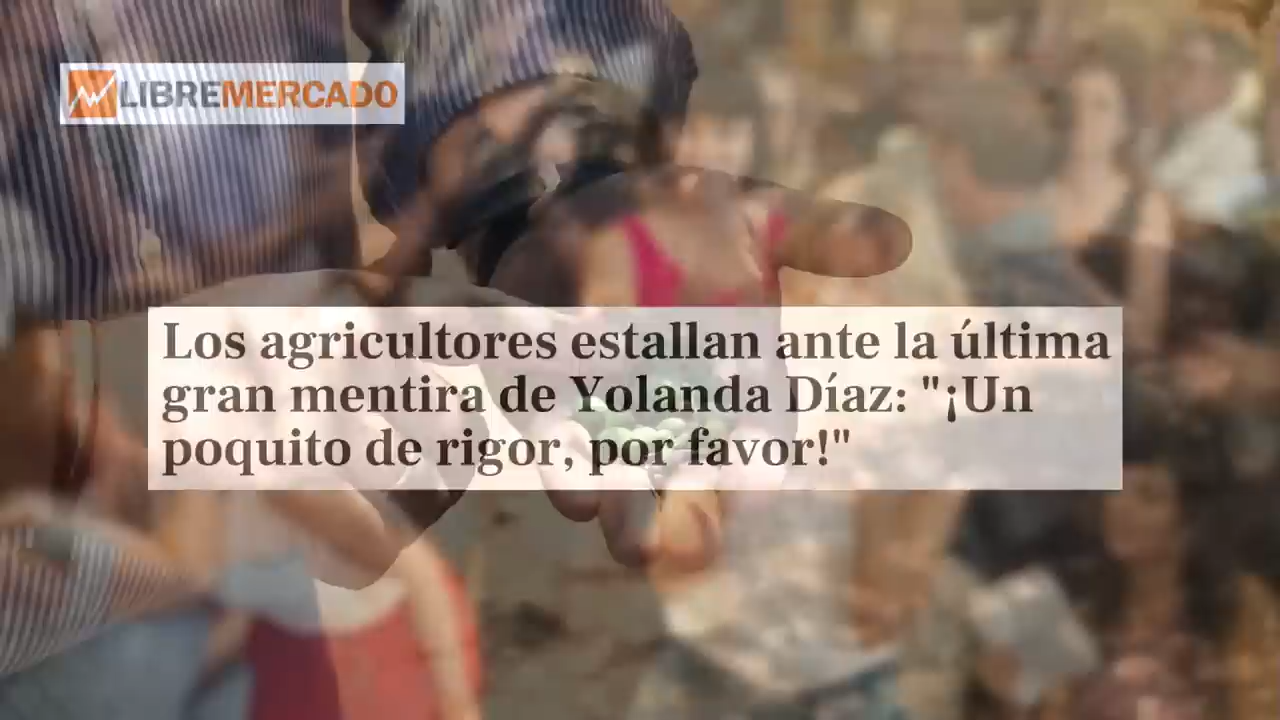 LIBREMERCADO
Los agricultores estallan ante la última
gran mentira de Yolanda Díaz: "¡Un
poquito de rigor, por favor!"